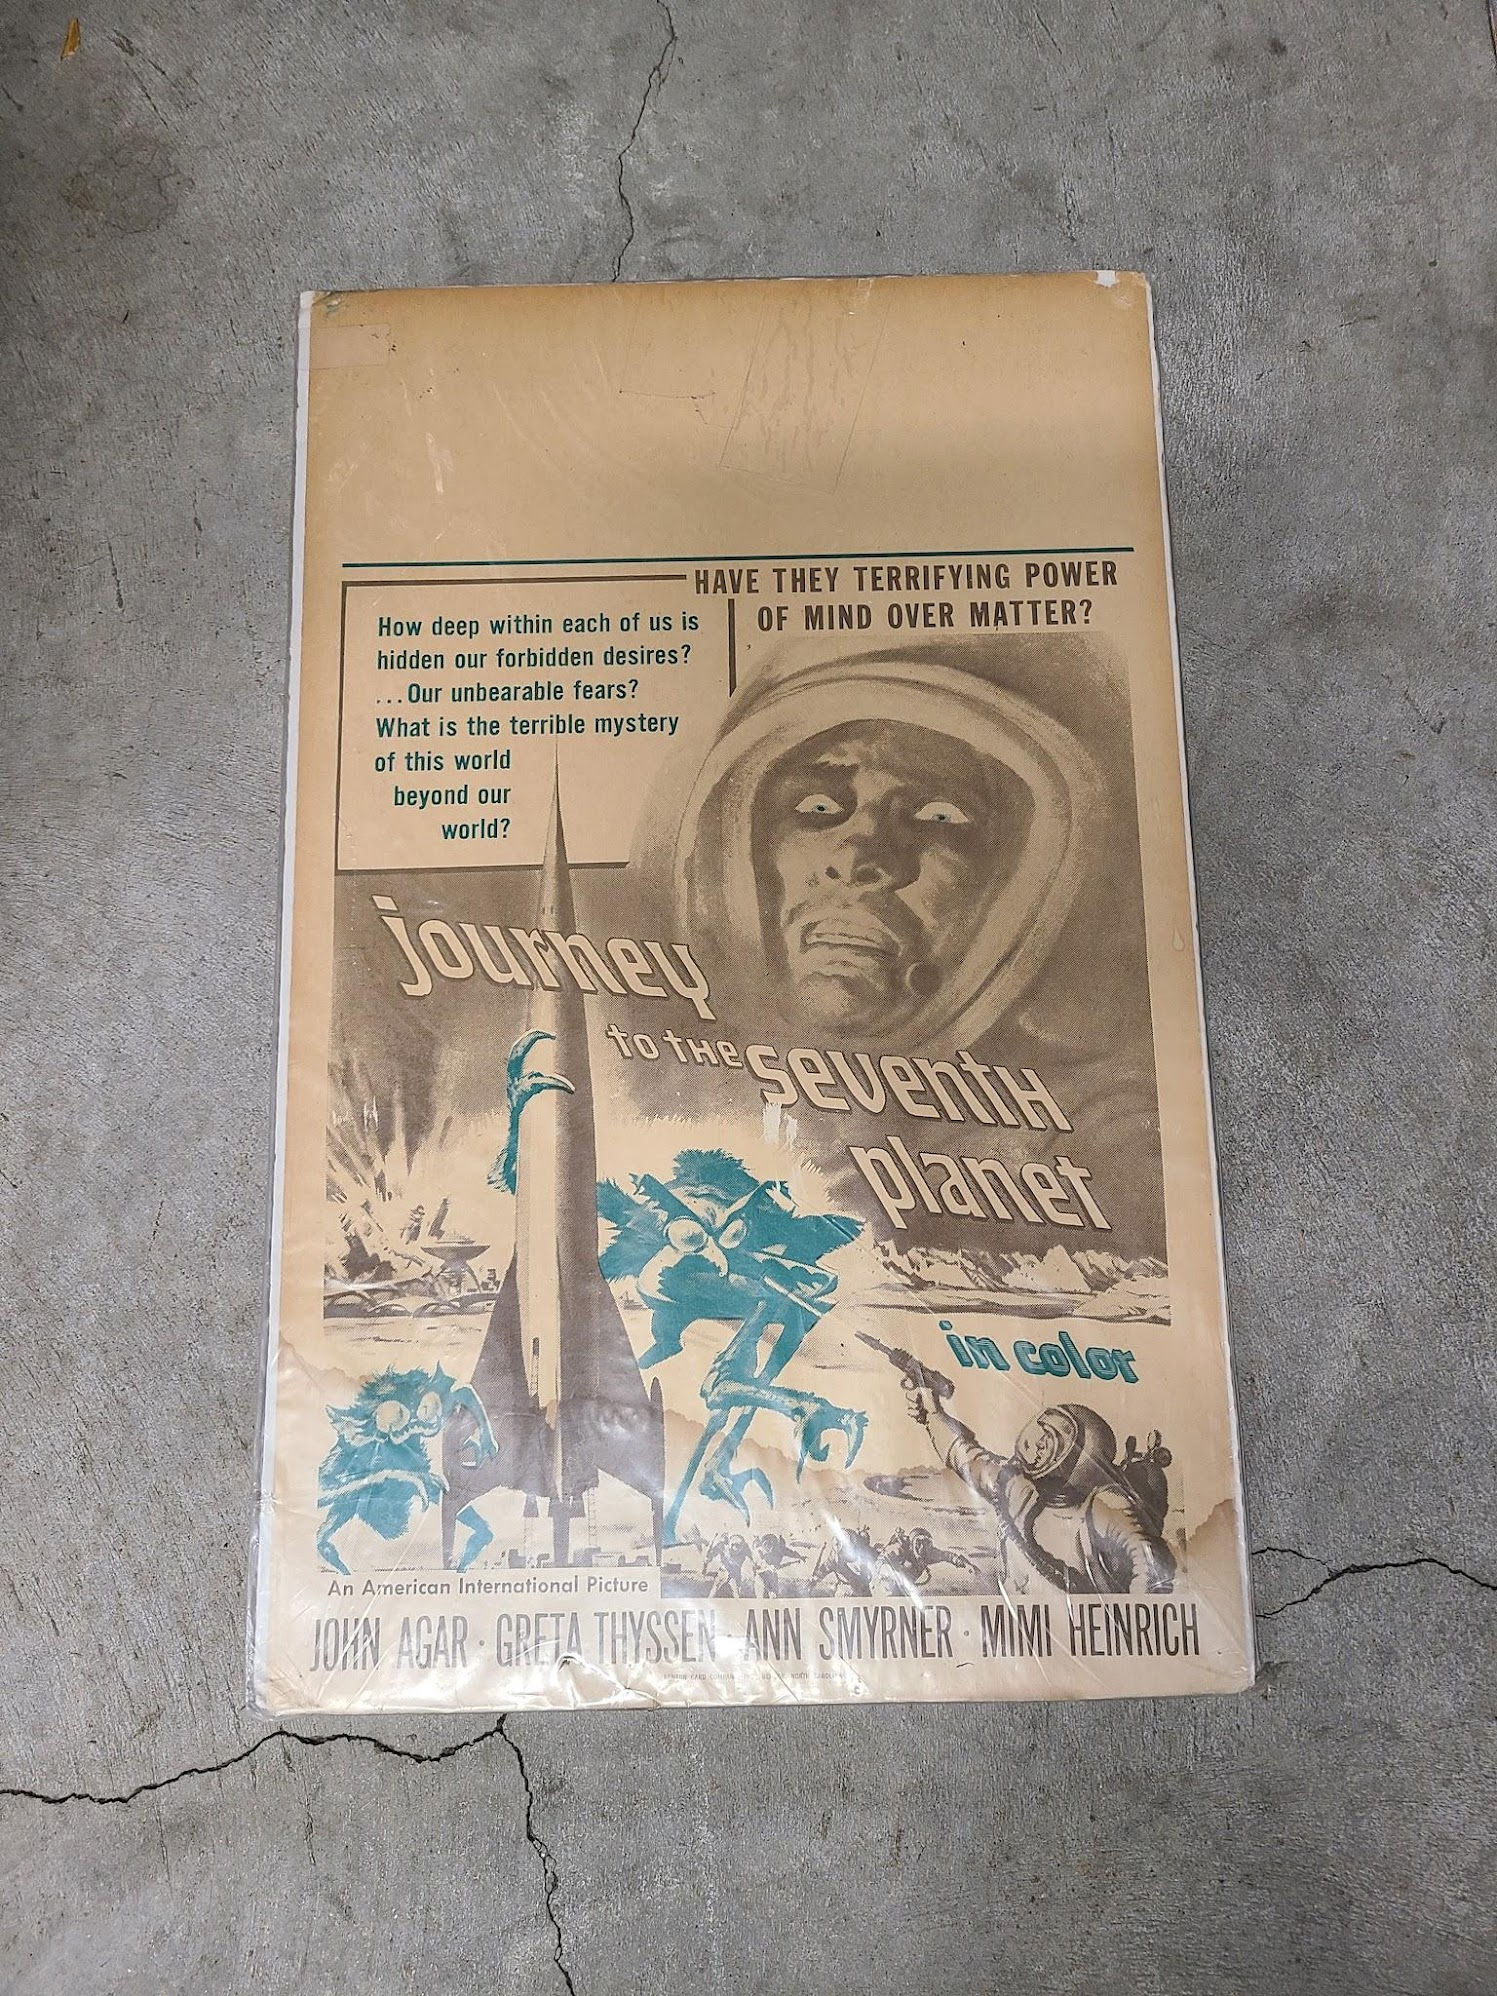 HAVE THEY TERRIFYING POWER
OF MIND OVER MATTER?
How deep within each of us is
hidden our forbidden desires?
...Our unbearable fears?
What is the terrible mystery
of this world
beyond our
world?
journey
to the seventh
planet
in color
An American International Picture
JOHN AGAR · GRETA THYSSEN · ANN SMYRNER · MIMI HEINRICH